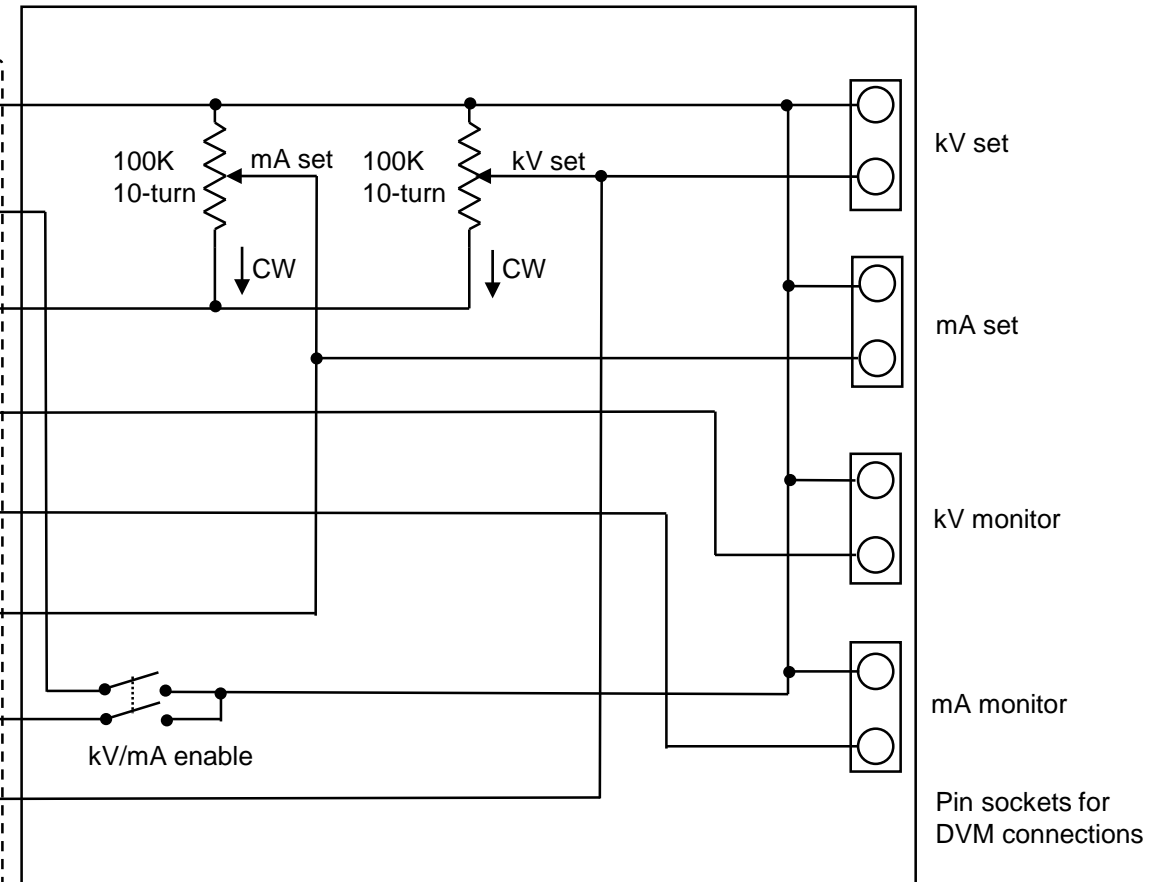 kV set
100K
10-turn
mA set
100K
10-turn
kV set
CW
CW
mA set
kV monitor
mA monitor
kV/mA enable
Pin sockets for
DVM connections